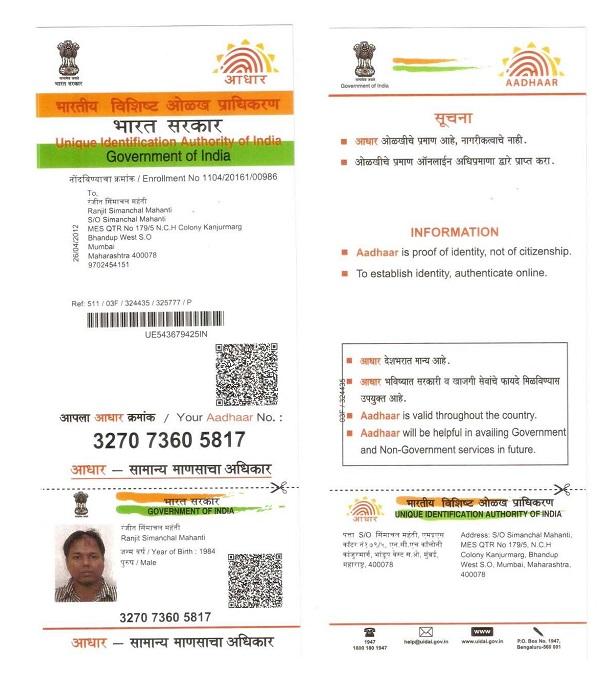 भारत सरकार
आधार
भारतीय विशिष्ट ओळख प्राधिकरण
भारत सरकार
Unique Identification Authority of India
Government of India
नोंदविण्याचा क्रमांक / Enrollment No 1104/20161/00986
To,
रंजीत सिमाचल महंती
Ranjit Simanchal Mahanti
S/O Simanchal Mahanti
MES QTR No 179/5 N.C.H Colony Kanjurmarg
Bhandup West S.O
Mumbai
Maharashtra 400078
9702454151
26/04/2012
Ref: 511 / 03F / 324435 / 325777 / P
UE543679425IN
आपला आधार क्रमांक / Your Aadhaar No. :
3270 7360 5817
आधार – सामान्य माणसाचा अधिकार
भारत सरकार
GOVERNMENT OF INDIA
रंजीत सिमाचल महंती
Ranjit Simanchal Mahanti
जन्म वर्ष / Year of Birth : 1984
पुरुष / Male
3270 7360 5817
आधार – सामान्य माणसाचा अधिकार
Government of India
AADHAAR
सूचना
आधार ओळखीचे प्रमाण आहे, नागरीकत्वाचे नाही.
ओळखीचे प्रमाण ऑनलाईन अधिप्रमाणा द्वारे प्राप्त करा.
INFORMATION
Aadhaar is proof of identity, not of citizenship.
To establish identity, authenticate online.
03F / 324435
आधार देशभरात मान्य आहे.
आधार भविष्यात सरकारी व खाजगी सेवांचे फायदे मिळविण्यास
उपयुक्त आहे.
Aadhaar is valid throughout the country.
Aadhaar will be helpful in availing Government
and Non-Government services in future.
आधार
भारतीय विशिष्ट ओळख प्राधिकरण
UNIQUE IDENTIFICATION AUTHORITY OF INDIA
पत्ता S/O सिमाचल महंती, एमइएस
क्वॉटर नं१७९/५, एन.सी.एच कॉलोनी
कांजुरमार्ग, भांडुप वेस्ट स.ओ, मुंबई,
महाराष्ट्र, 400078
Address: S/O Simanchal Mahanti,
MES QTR No 179/5, N.C.H
Colony Kanjurmarg, Bhandup
West S.O, Mumbai, Maharashtra,
400078
1947
1800 180 1947
help@uidai.gov.in
www
www.uidai.gov.in
P.O. Box No. 1947,
Bengaluru-560 001